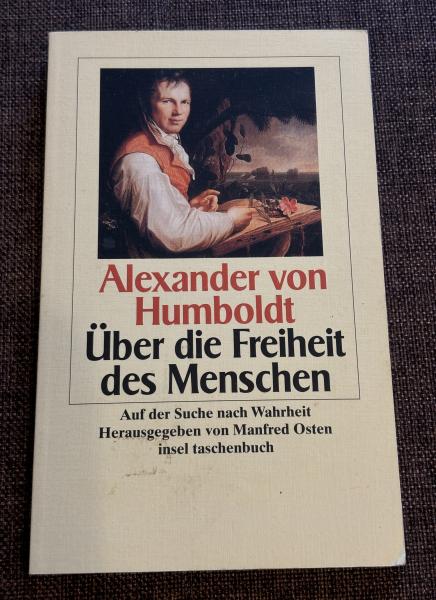 Alexander von
Humboldt
Über die Freiheit
des Menschen
Auf der Suche nach Wahrheit
Herausgegeben von Manfred Osten
insel taschenbuch